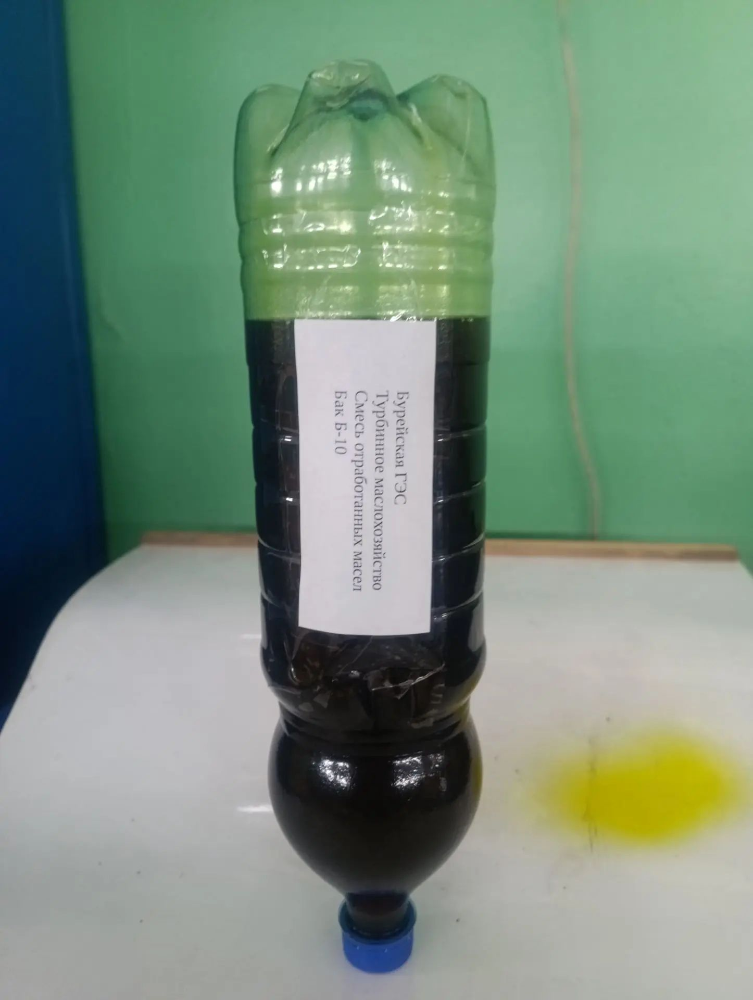 Бурейская ГЭС
Турбинное маслохозяйство
Смесь отработанных масел
Бак Б-10